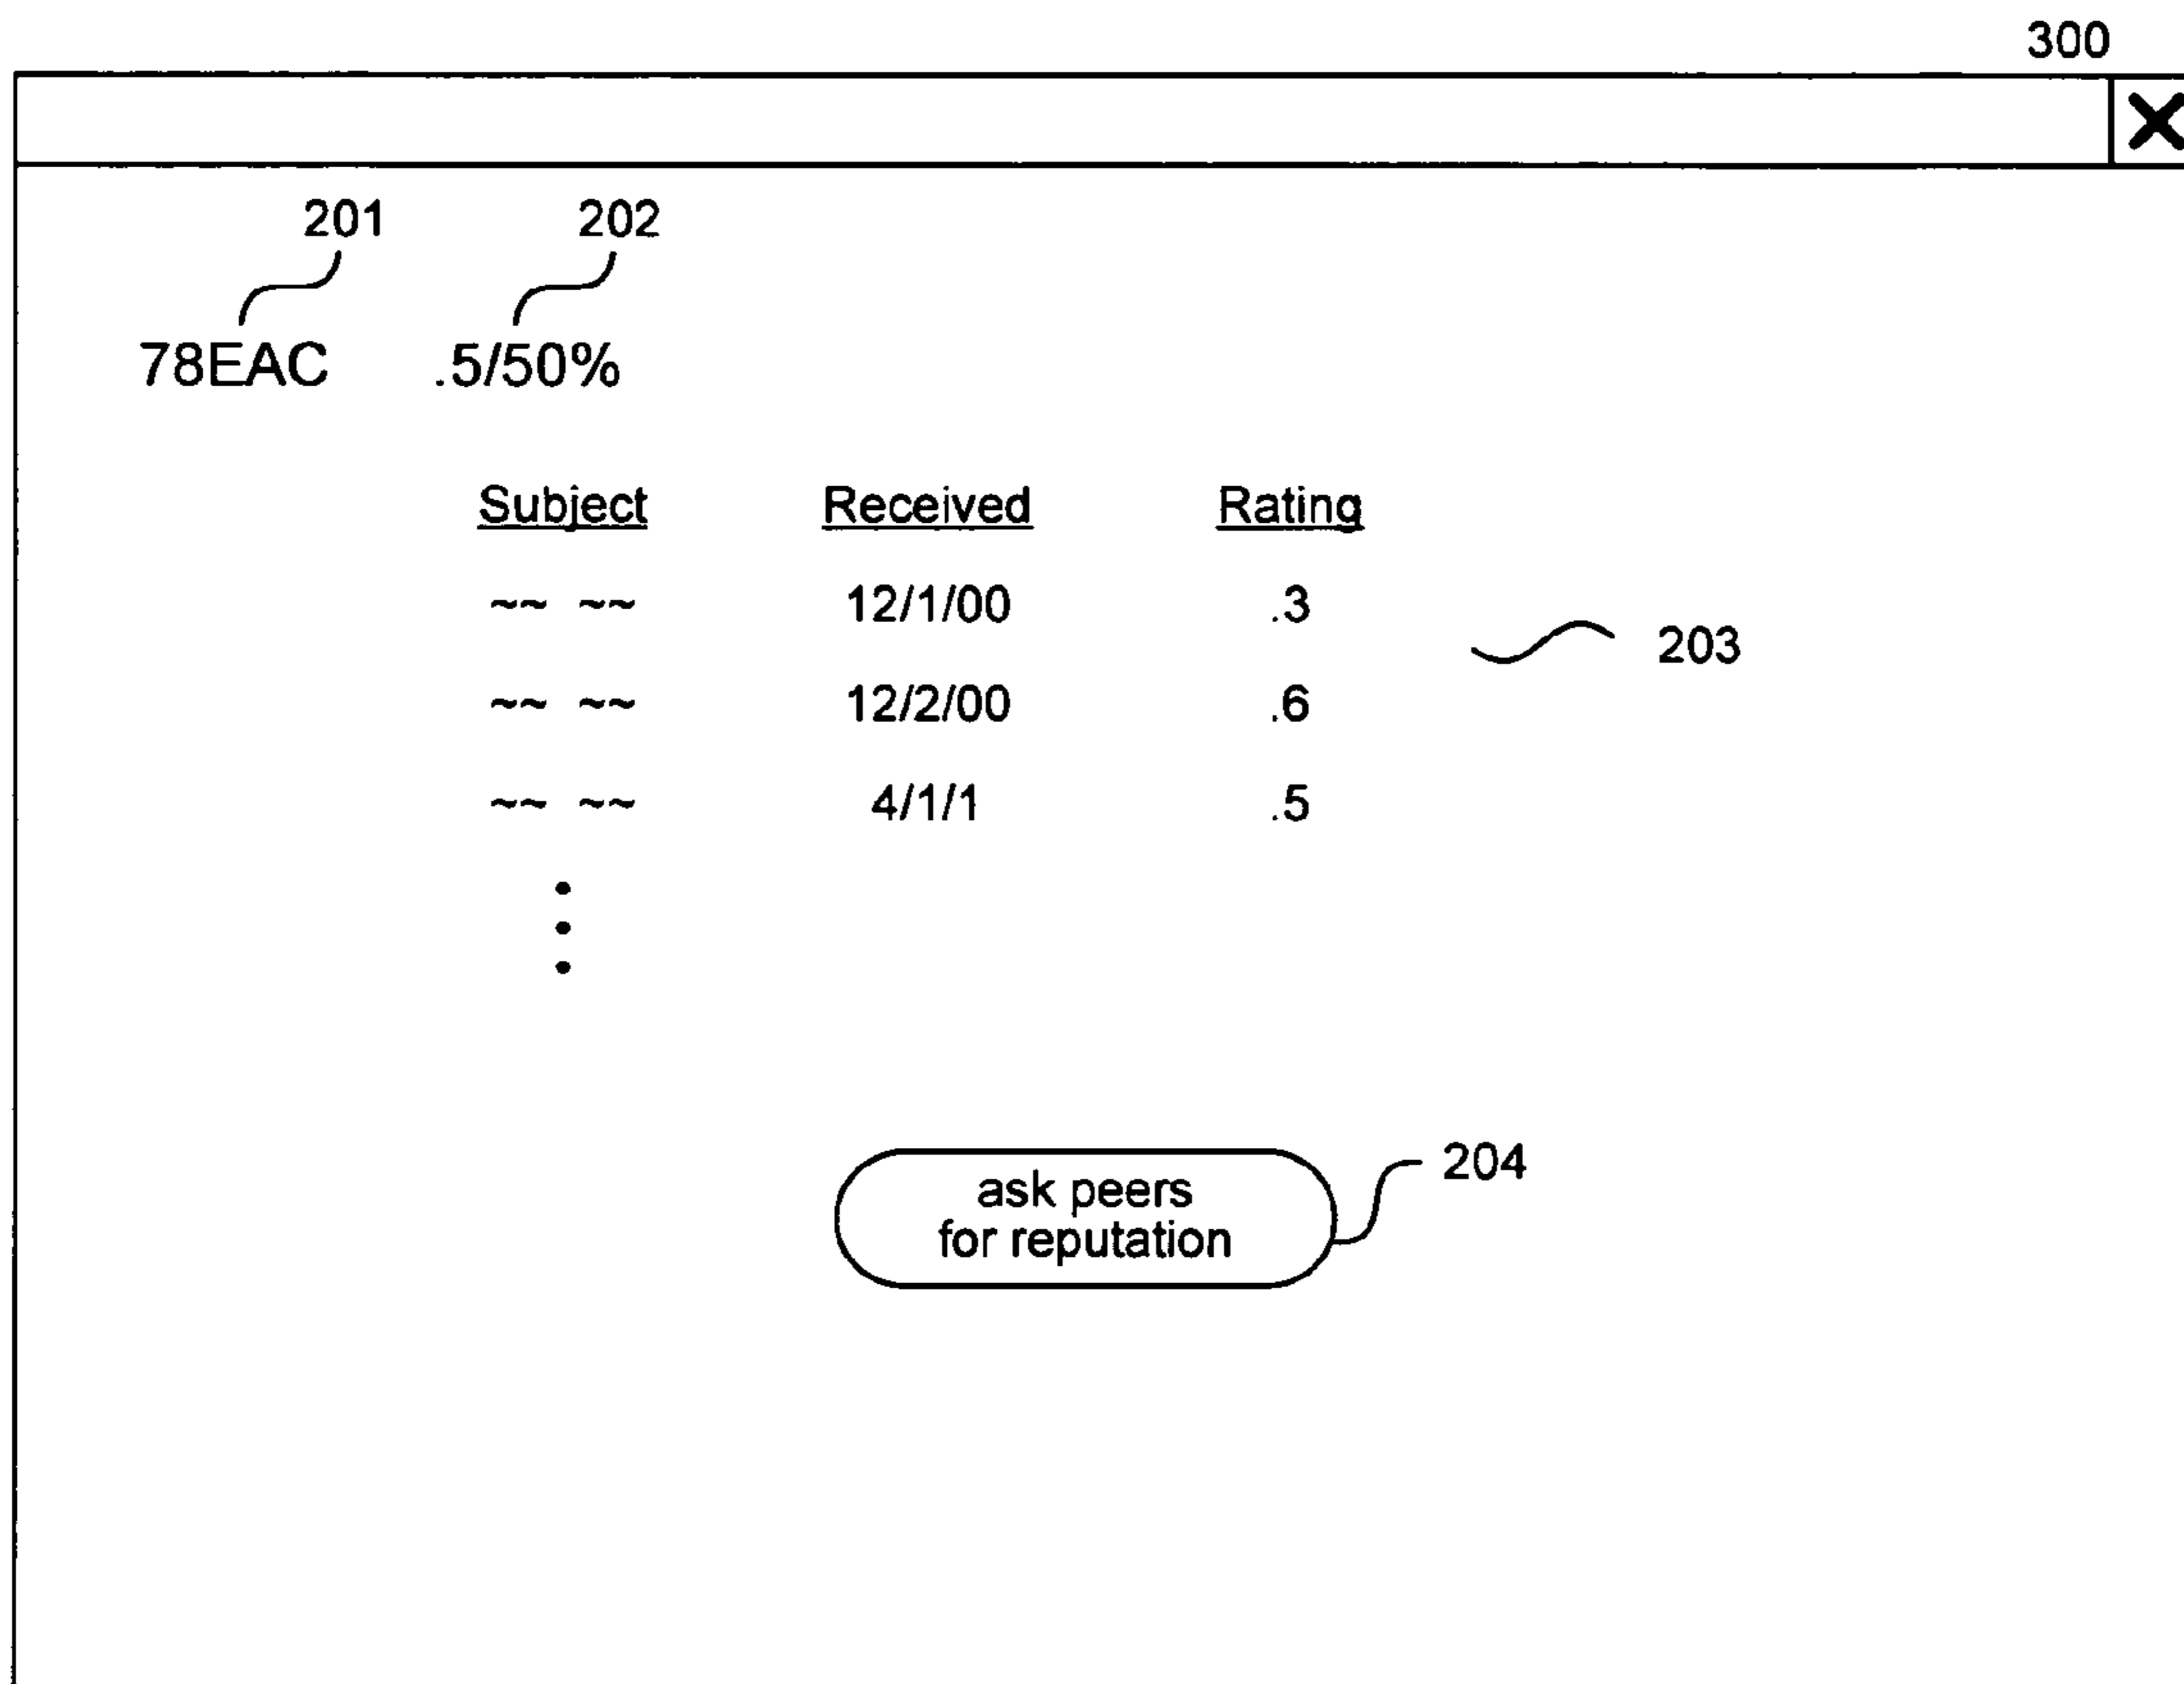 300
201 202
78EAC .5/50%
Subject Received Rating
~~ ~~ 12/1/00 .3
203
~~ ~~ 12/2/00 .6
~~ ~~ 4/1/1 .5
204
ask peers
for reputation